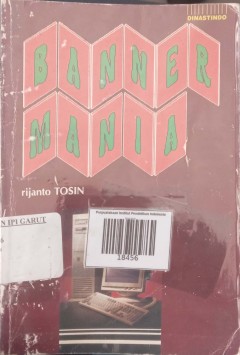 DINASTINDO
BANNER
MANIA
rijanto TOSIN
N IPI GARUT
Perpustakaan Institut Pendidikan Indonesia
18456